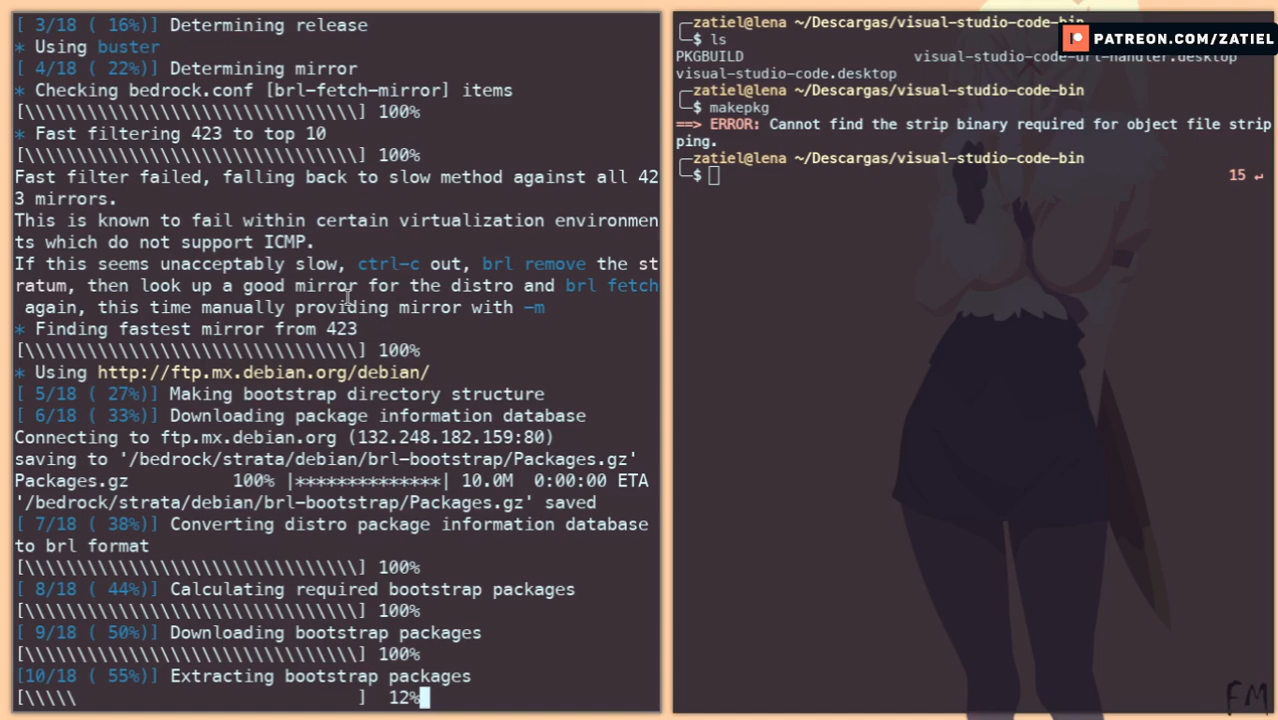 [ 3/18 ( 16%)] Determining release
* Using buster
[ 4/18 ( 22%)] Determining mirror
* Checking bedrock.conf [brl-fetch-mirror] items
[\\\\\\\\\\\\\\\\\\\\\\\\\\\\\\\\\] 100%
* Fast filtering 423 to top 10
[\\\\\\\\\\\\\\\\\\\\\\\\\\\\\\\\\] 100%
Fast filter failed, falling back to slow method against all 42
3 mirrors.
This is known to fail within certain virtualization environmen
ts which do not support ICMP.
If this seems unacceptably slow, ctrl-c out, brl remove the st
ratum, then look up a good mirror for the distro and brl fetch
again, this time manually providing mirror with -m
* Finding fastest mirror from 423
[\\\\\\\\\\\\\\\\\\\\\\\\\\\\\\\\\] 100%
* Using http://ftp.mx.debian.org/debian/
[ 5/18 ( 27%)] Making bootstrap directory structure
[ 6/18 ( 33%)] Downloading package information database
Connecting to ftp.mx.debian.org (132.248.182.159:80)
saving to '/bedrock/strata/debian/brl-bootstrap/Packages.gz'
Packages.gz 100% |**************| 10.0M 0:00:00 ETA
'/bedrock/strata/debian/brl-bootstrap/Packages.gz' saved
[ 7/18 ( 38%)] Converting distro package information database
to brl format
[\\\\\\\\\\\\\\\\\\\\\\\\\\\\\\\\\] 100%
[ 8/18 ( 44%)] Calculating required bootstrap packages
[\\\\\\\\\\\\\\\\\\\\\\\\\\\\\\\\\] 100%
[ 9/18 ( 50%)] Downloading bootstrap packages
[\\\\\\\\\\\\\\\\\\\\\\\\\\\\\\\\\] 100%
[10/18 ( 55%)] Extracting bootstrap packages
[\\\\\ ] 12%
╭─zatiel@lena ~/Descargas/visual-studio-code-bin
╰─$ ls
PKGBUILD visual-studio-code-url-handler.desktop
visual-studio-code.desktop
╭─zatiel@lena ~/Descargas/visual-studio-code-bin
╰─$ makepkg
==> ERROR: Cannot find the strip binary required for object file strip
ping.
╭─zatiel@lena ~/Descargas/visual-studio-code-bin
╰─$ 15 ↵
PATREON.COM/ZATIEL
FM